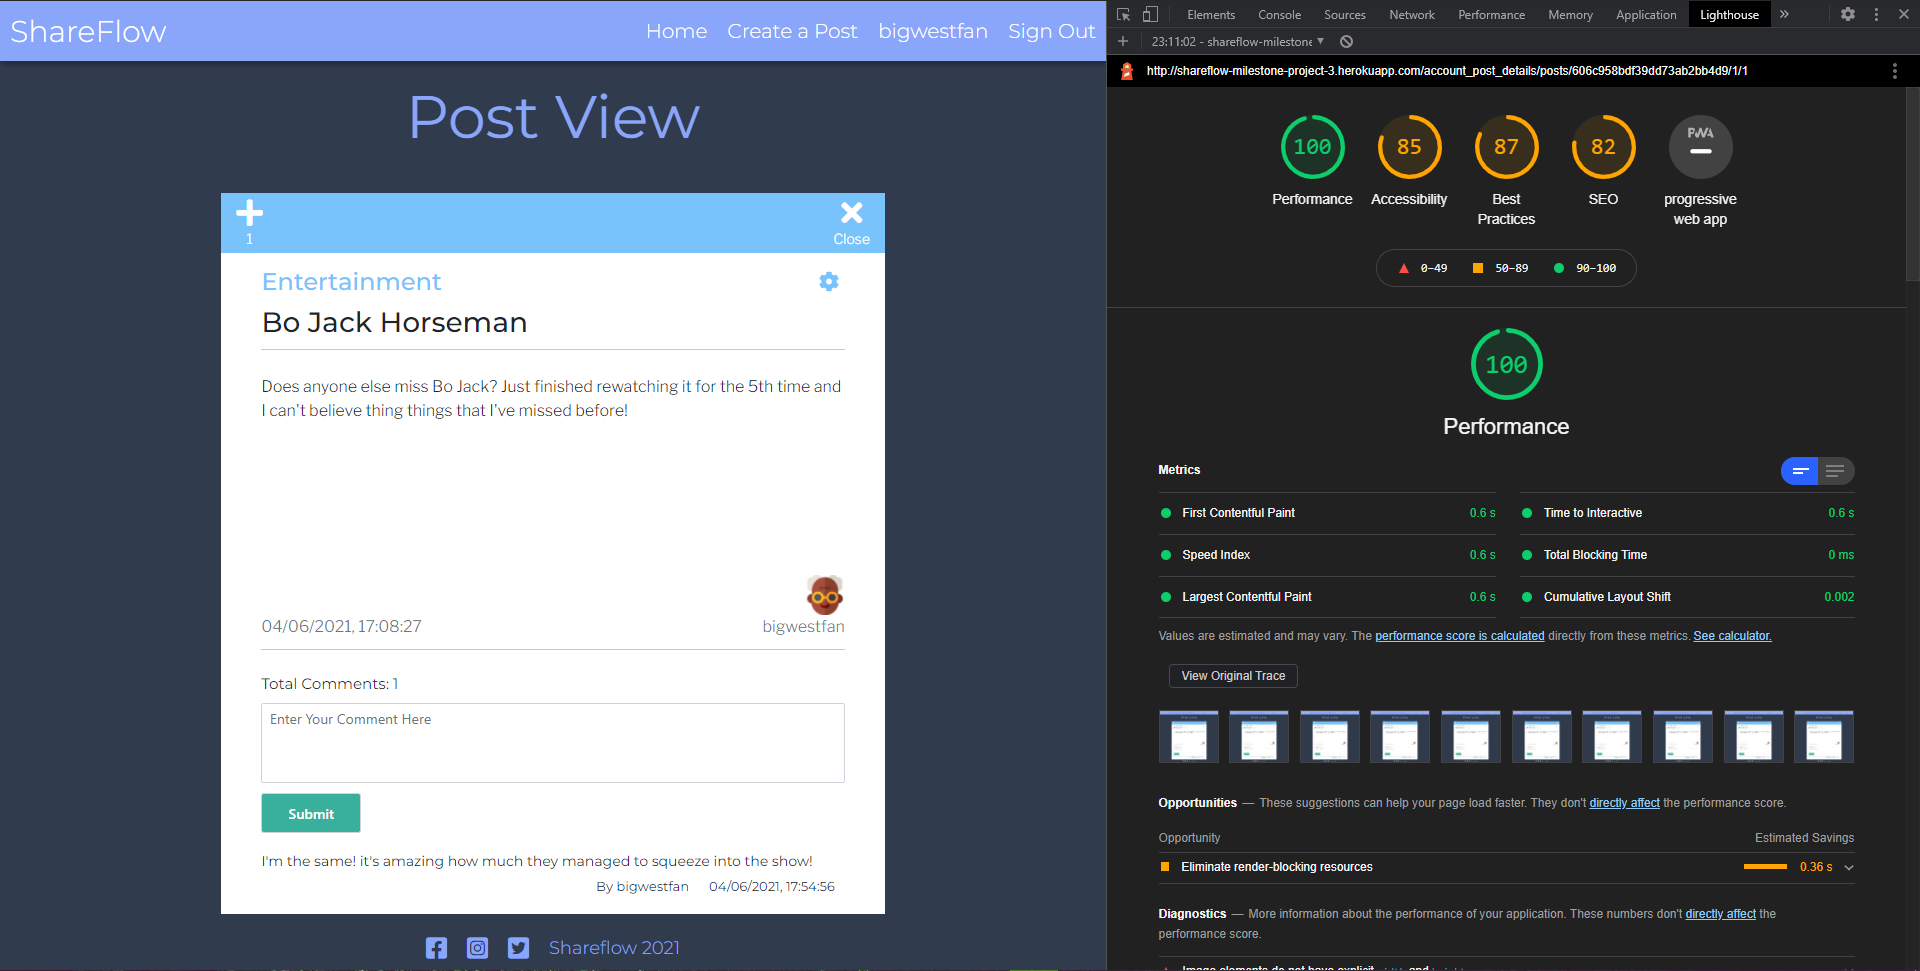 ShareFlow
Home Create a Post bigwestfan Sign Out
Post View
1
Close
Entertainment
Bo Jack Horseman
Does anyone else miss Bo Jack? Just finished rewatching it for the 5th time and
I can't believe thing things that I've missed before!
04/06/2021, 17:08:27
bigwestfan
Total Comments: 1
Enter Your Comment Here
Submit
I'm the same! it's amazing how much they managed to squeeze into the show!
By bigwestfan 04/06/2021, 17:54:56
Shareflow 2021
Elements Console Sources Network Performance Memory Application Lighthouse
23:11:02 - shareflow-milestone
http://shareflow-milestone-project-3.herokuapp.com/account_post_details/posts/606c958bdf39dd73ab2bb4d9/1/1
100 85 87 82 PWA
Performance Accessibility Best Practices SEO progressive web app
0–49 50–89 90–100
100
Performance
Metrics
First Contentful Paint 0.6 s
Time to Interactive 0.6 s
Speed Index 0.6 s
Total Blocking Time 0 ms
Largest Contentful Paint 0.6 s
Cumulative Layout Shift 0.002
Values are estimated and may vary. The performance score is calculated directly from these metrics. See calculator.
View Original Trace
Opportunities — These suggestions can help your page load faster. They don't directly affect the performance score.
Opportunity Estimated Savings
Eliminate render-blocking resources 0.36 s
Diagnostics — More information about the performance of your application. These numbers don't directly affect the
performance score.
Image elements do not have explicit width and height